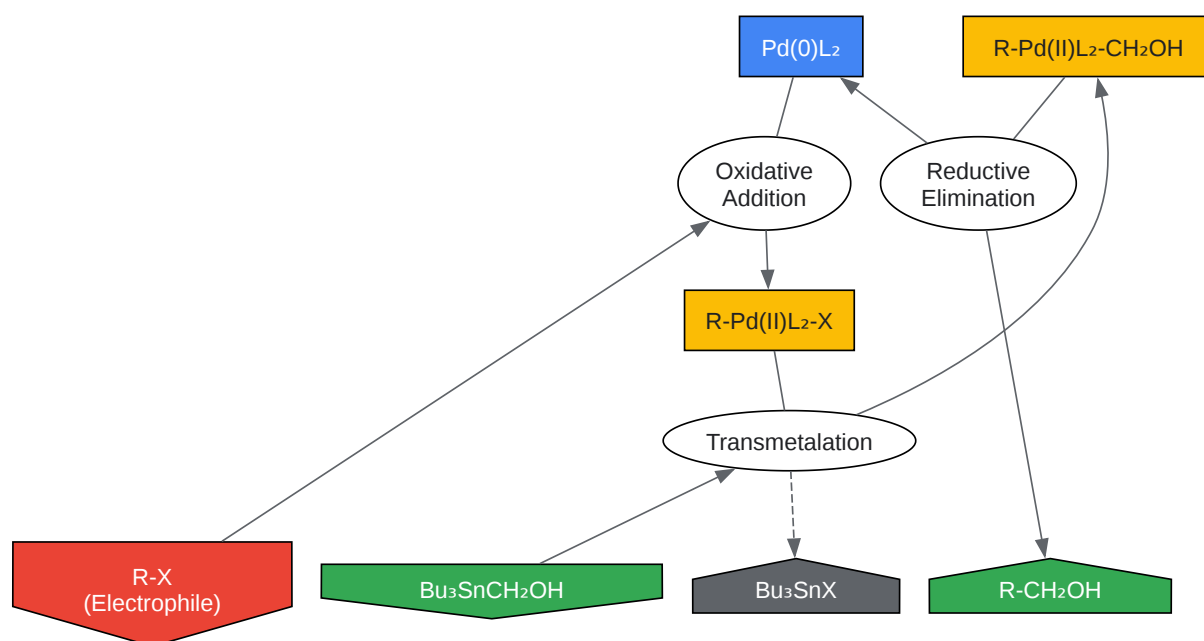 Pd(0)L₂
R-Pd(II)L₂-CH₂OH
Oxidative
Addition
Reductive
Elimination
R-Pd(II)L₂-X
Transmetalation
R-X
(Electrophile)
Bu₃SnCH₂OH
Bu₃SnX
R-CH₂OH